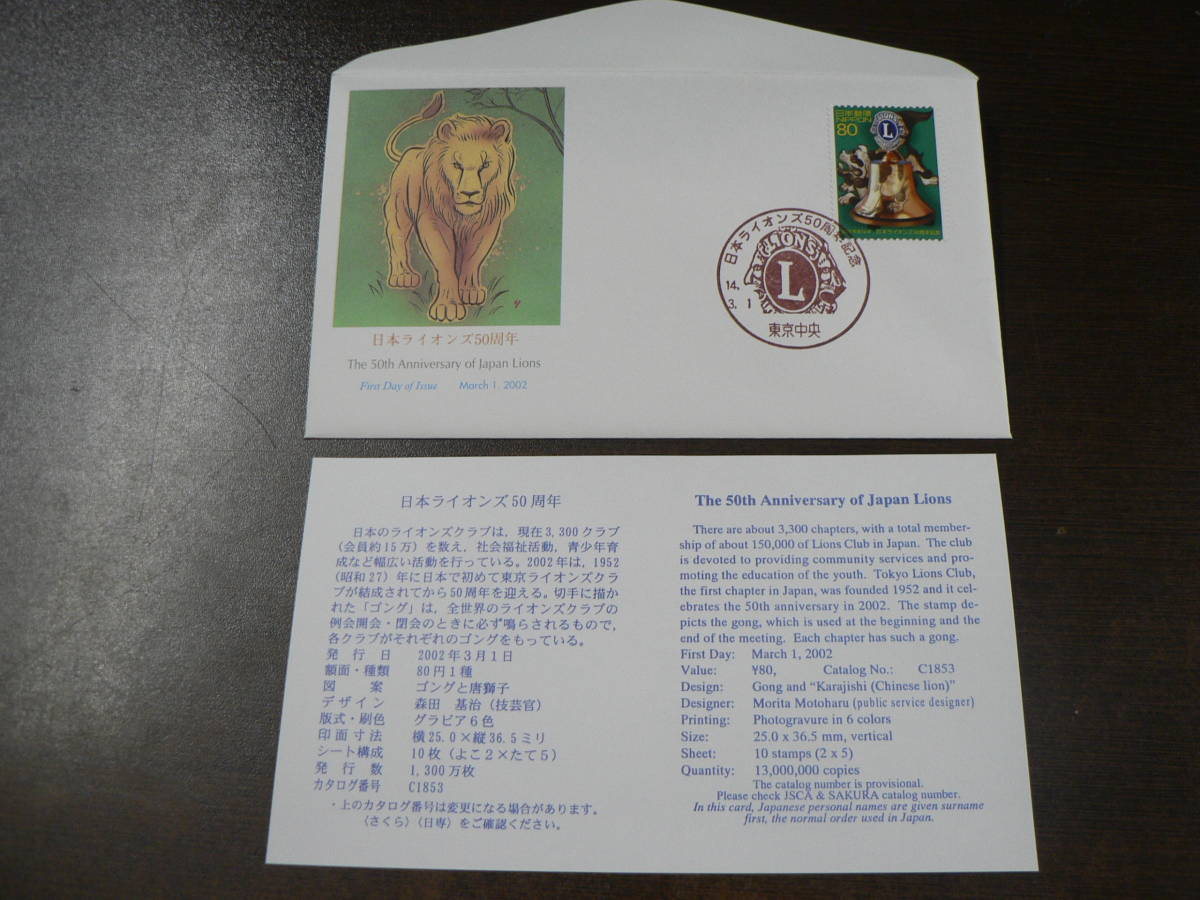 日本ライオンズ50周年
The 50th Anniversary of Japan Lions
First Day of Issue March 1, 2002
日本郵便
NIPPON
80
L
日本ライオンズ50周年記念
LIONS
L
14.
3. 1
東京中央
日本ライオンズ50周年
日本のライオンズクラブは，現在3,300クラブ
(会員約15万) を数え，社会福祉活動，青少年育
成など幅広い活動を行っている。2002年は，1952
(昭和27) 年に日本で初めて東京ライオンズクラ
ブが結成されてから50周年を迎える。切手に描か
れた「ゴング」は，全世界のライオンズクラブの
例会開会・閉会のときに必ず鳴らされるもので，
各クラブがそれぞれのゴングをもっている。
発行日 2002年3月1日
額面・種類 80円1種
図案 ゴングと唐獅子
デザイン 森田 基治 (技芸官)
版式・刷色 グラビア6色
印面寸法 横25.0×縦36.5ミリ
シート構成 10枚 (よこ2×たて5)
発行数 1,300万枚
カタログ番号 C1853
・上のカタログ番号は変更になる場合があります。
〈さくら〉〈日専〉をご確認ください。
The 50th Anniversary of Japan Lions
There are about 3,300 chapters, with a total member-
ship of about 150,000 of Lions Club in Japan. The club
is devoted to providing community services and pro-
moting the education of the youth. Tokyo Lions Club,
the first chapter in Japan, was founded 1952 and it cel-
ebrates the 50th anniversary in 2002. The stamp de-
picts the gong, which is used at the beginning and the
end of the meeting. Each chapter has such a gong.
First Day: March 1, 2002
Value: ¥80, Catalog No.: C1853
Design: Gong and “Karajishi (Chinese lion)”
Designer: Morita Motoharu (public service designer)
Printing: Photogravure in 6 colors
Size: 25.0 x 36.5 mm, vertical
Sheet: 10 stamps (2 x 5)
Quantity: 13,000,000 copies
The catalog number is provisional.
Please check JSCA & SAKURA catalog number.
In this card, Japanese personal names are given surname
first, the normal order used in Japan.